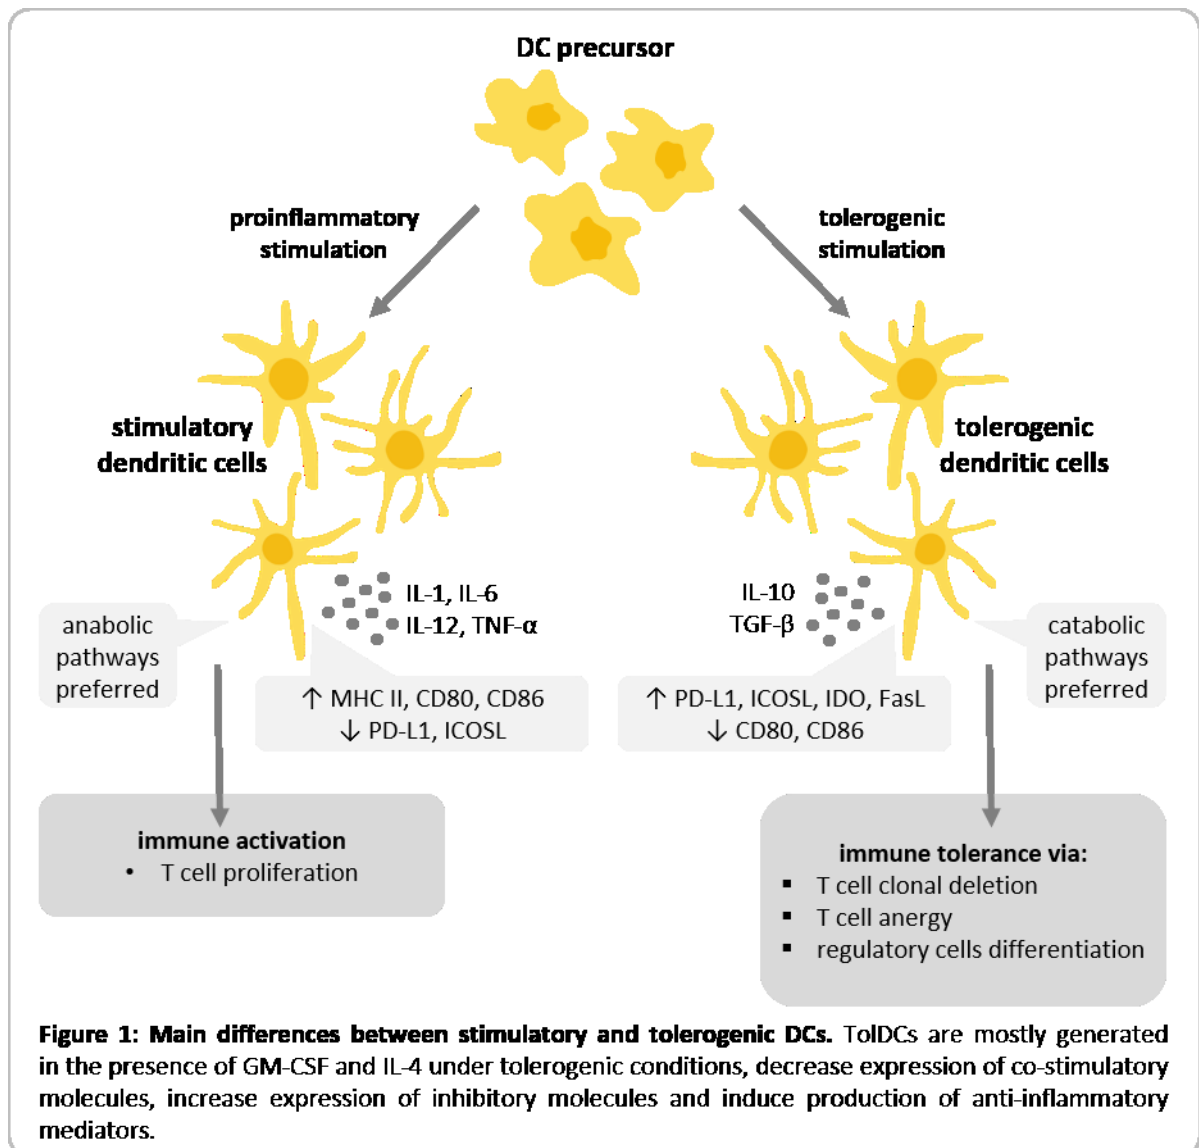 DC precursor
proinflammatory
stimulation
tolerogenic
stimulation
stimulatory
dendritic cells
tolerogenic
dendritic cells
IL-1, IL-6
IL-12, TNF-α
IL-10
TGF-β
anabolic
pathways
preferred
↑ MHC II, CD80, CD86
↓ PD-L1, ICOSL
↑ PD-L1, ICOSL, IDO, FasL
↓ CD80, CD86
catabolic
pathways
preferred
immune activation
• T cell proliferation
immune tolerance via:
▪ T cell clonal deletion
▪ T cell anergy
▪ regulatory cells differentiation
Figure 1: Main differences between stimulatory and tolerogenic DCs. TolDCs are mostly generated
in the presence of GM-CSF and IL-4 under tolerogenic conditions, decrease expression of co-stimulatory
molecules, increase expression of inhibitory molecules and induce production of anti-inflammatory
mediators.